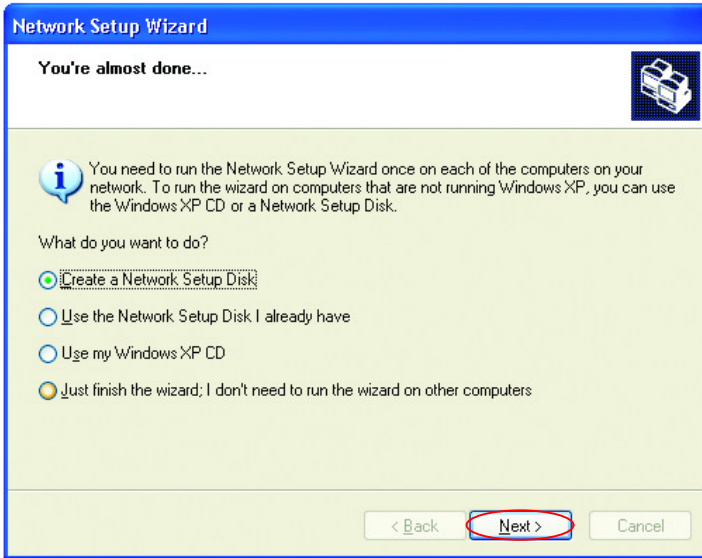 Network Setup Wizard
You're almost done...
You need to run the Network Setup Wizard once on each of the computers on your
network. To run the wizard on computers that are not running Windows XP, you can use
the Windows XP CD or a Network Setup Disk.
What do you want to do?
Create a Network Setup Disk
Use the Network Setup Disk I already have
Use my Windows XP CD
Just finish the wizard; I don't need to run the wizard on other computers
< Back Next > Cancel